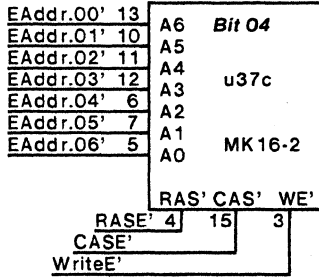 EAddr.00' 13 A6 Bit 04
EAddr.01' 10 A5
EAddr.02' 11 A4 u37c
EAddr.03' 12 A3
EAddr.04' 6 A2
EAddr.05' 7 A1 MK16-2
EAddr.06' 5 A0
RAS' CAS' WE'
RASE' 4 15 3
CASE'
WriteE'